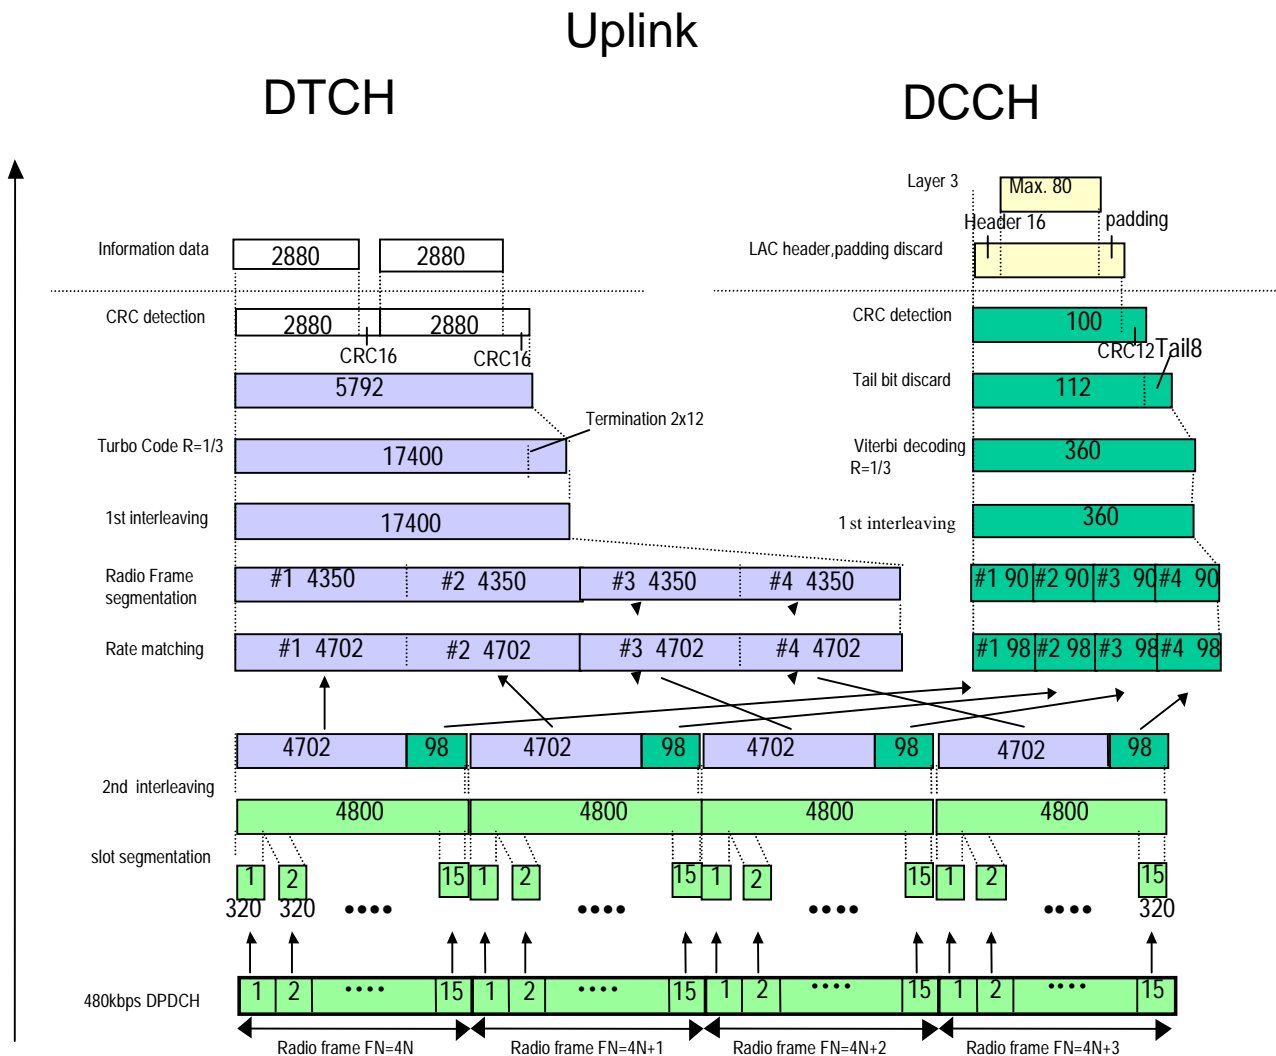 Uplink
DTCH
DCCH
Layer 3
Max. 80
Header 16
padding
Information data
2880
2880
LAC header,padding discard
CRC detection
2880
2880
CRC16
CRC16
CRC detection
100
CRC12
Tail8
5792
Tail bit discard
112
Termination 2x12
Turbo Code R=1/3
17400
Viterbi decoding
R=1/3
360
1st interleaving
17400
1st interleaving
360
Radio Frame
segmentation
#1 4350
#2 4350
#3 4350
#4 4350
#1 90
#2 90
#3 90
#4 90
Rate matching
#1 4702
#2 4702
#3 4702
#4 4702
#1 98
#2 98
#3 98
#4 98
4702
98
4702
98
4702
98
4702
98
2nd interleaving
4800
4800
4800
4800
slot segmentation
1
2
15
1
2
15
1
2
15
1
2
15
320
320
••••
••••
••••
••••
320
480kbps DPDCH
1
2
••••
15
1
2
••••
15
1
2
••••
15
1
2
••••
15
Radio frame FN=4N
Radio frame FN=4N+1
Radio frame FN=4N+2
Radio frame FN=4N+3